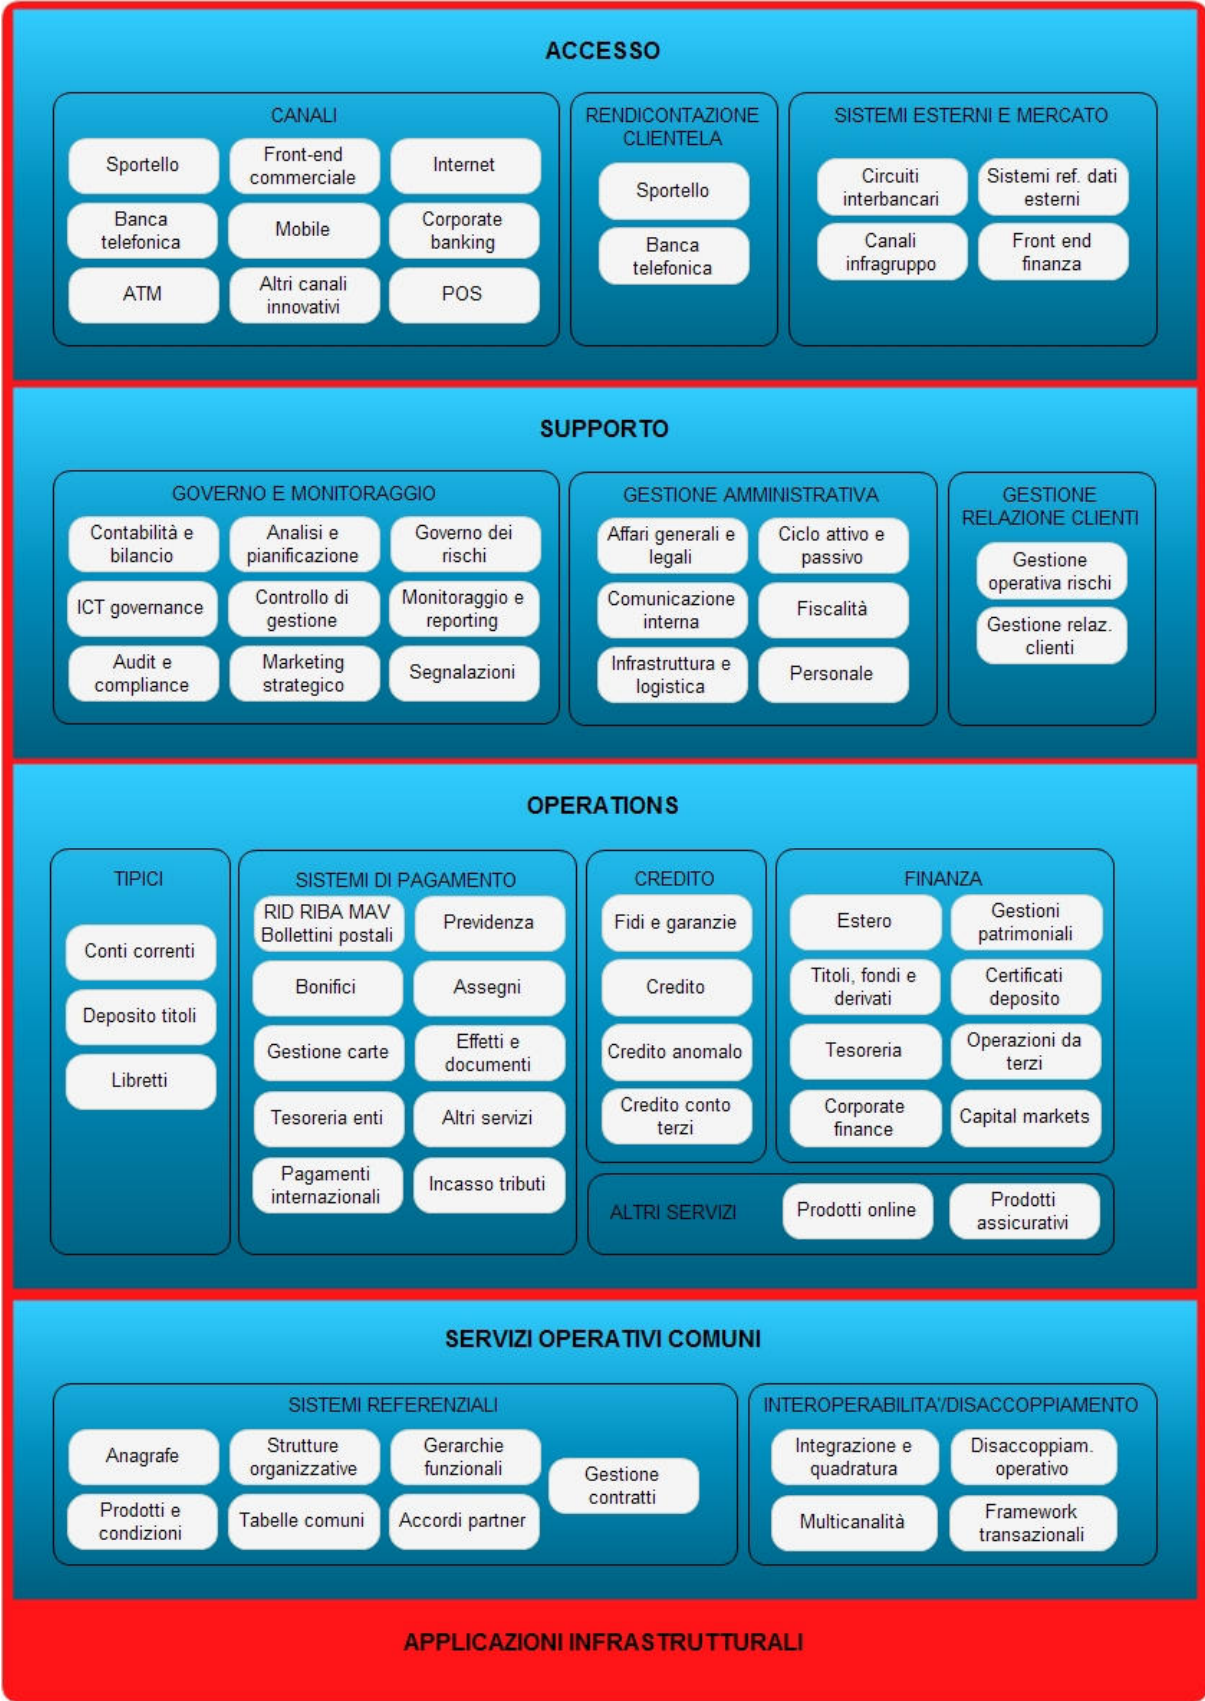 ACCESSO
CANALI
Sportello
Front-end
commerciale
Internet
Banca
telefonica
Mobile
Corporate
banking
ATM
Altri canali
innovativi
POS
RENDICONTAZIONE
CLIENTELA
Sportello
Banca
telefonica
SISTEMI ESTERNI E MERCATO
Circuiti
interbancari
Sistemi ref. dati
esterni
Canali
infragruppo
Front end
finanza
SUPPORTO
GOVERNO E MONITORAGGIO
Contabilità e
bilancio
Analisi e
pianificazione
Governo dei
rischi
ICT governance
Controllo di
gestione
Monitoraggio e
reporting
Audit e
compliance
Marketing
strategico
Segnalazioni
GESTIONE AMMINISTRATIVA
Affari generali e
legali
Ciclo attivo e
passivo
Comunicazione
interna
Fiscalità
Infrastruttura e
logistica
Personale
GESTIONE
RELAZIONE CLIENTI
Gestione
operativa rischi
Gestione relaz.
clienti
OPERATIONS
TIPICI
Conti correnti
Deposito titoli
Libretti
SISTEMI DI PAGAMENTO
RID RIBA MAV
Bollettini postali
Previdenza
Bonifici
Assegni
Gestione carte
Effetti e
documenti
Tesoreria enti
Altri servizi
Pagamenti
internazionali
Incasso tributi
CREDITO
Fidi e garanzie
Credito
Credito anomalo
Credito conto
terzi
FINANZA
Estero
Gestioni
patrimoniali
Titoli, fondi e
derivati
Certificati
deposito
Tesoreria
Operazioni da
terzi
Corporate
finance
Capital markets
ALTRI SERVIZI
Prodotti online
Prodotti
assicurativi
SERVIZI OPERATIVI COMUNI
SISTEMI REFERENZIALI
Anagrafe
Strutture
organizzative
Gerarchie
funzionali
Gestione
contratti
Prodotti e
condizioni
Tabelle comuni
Accordi partner
INTEROPERABILITA'/DISACCOPPIAMENTO
Integrazione e
quadratura
Disaccoppiam.
operativo
Multicanalità
Framework
transazionali
APPLICAZIONI INFRASTRUTTURALI